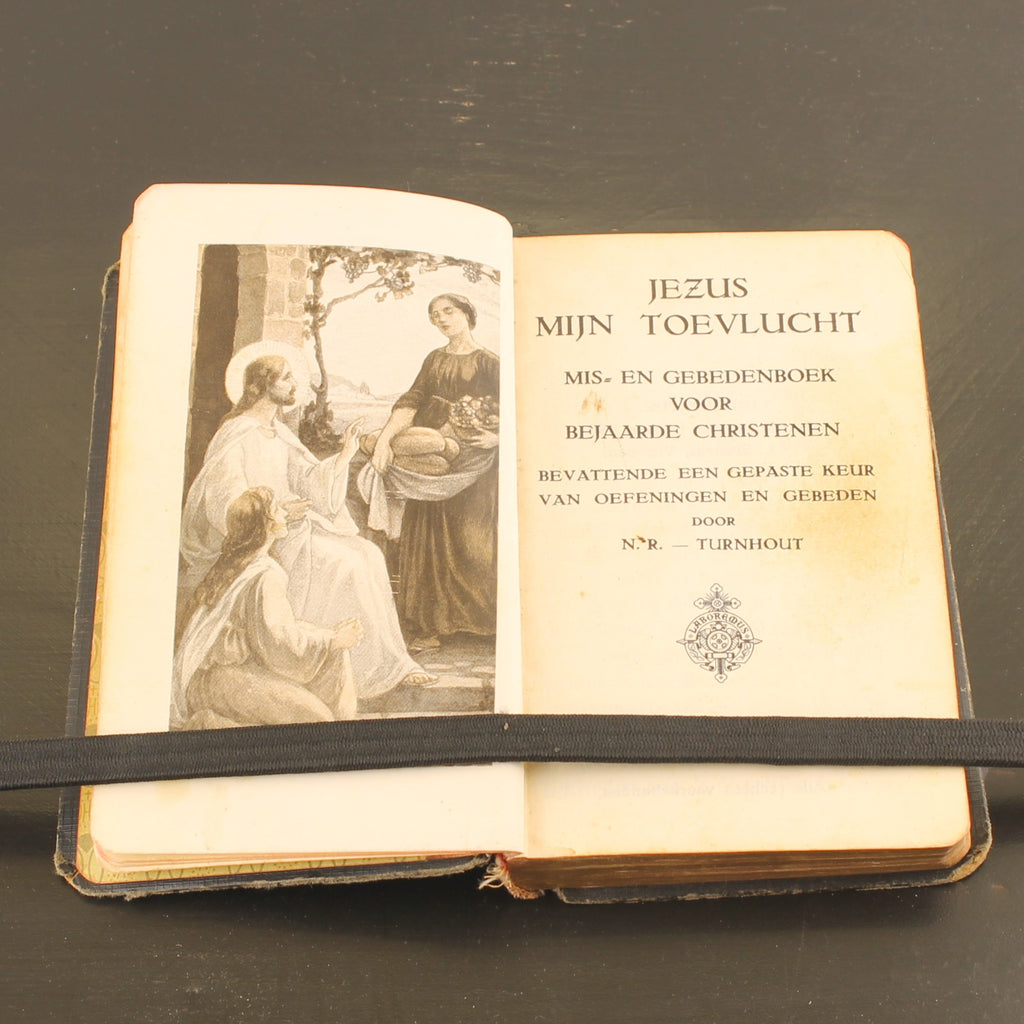 JEZUS
MIJN TOEVLUCHT
MIS= EN GEBEDENBOEK
VOOR
BEJAARDE CHRISTENEN
BEVATTENDE EEN GEPASTE KEUR
VAN OEFENINGEN EN GEBEDEN
DOOR
N. R. — TURNHOUT
LABOREMUS